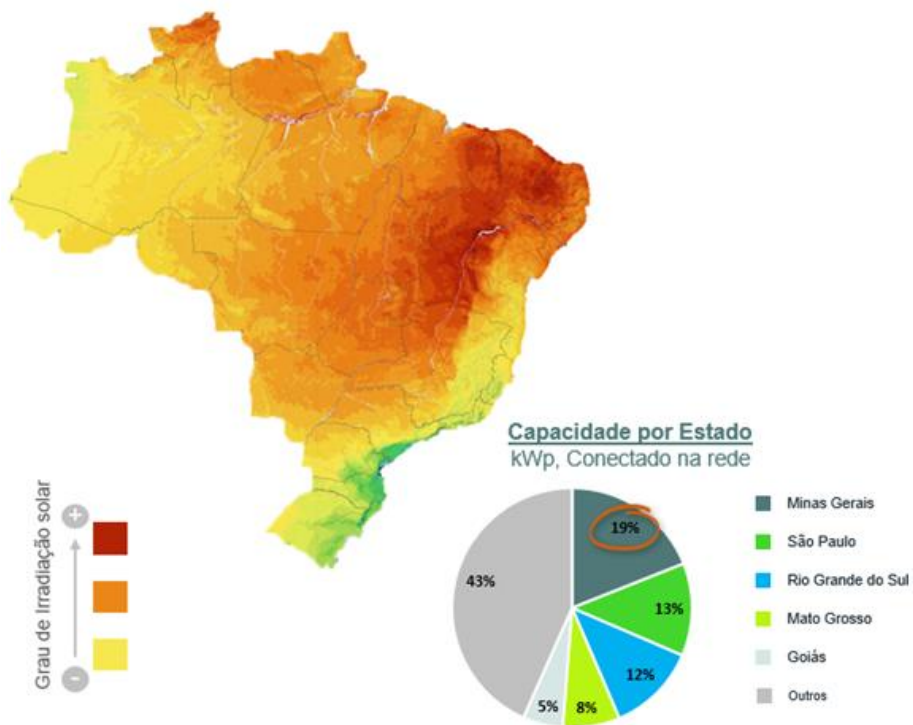 Capacidade por Estado
kWp, Conectado na rede
Grau de Irradiação solar
+
-
19%
13%
12%
8%
5%
43%
Minas Gerais
São Paulo
Rio Grande do Sul
Mato Grosso
Goiás
Outros